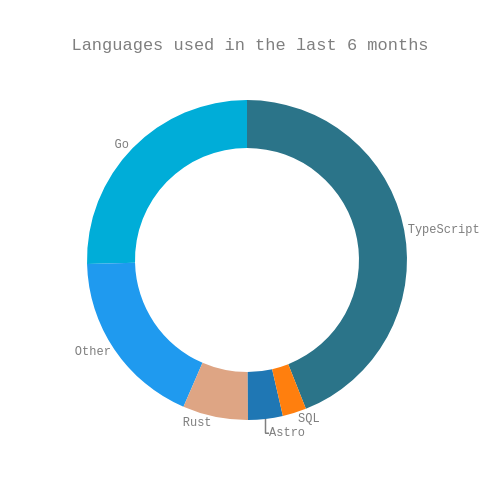 Languages used in the last 6 months
Go
TypeScript
Other
Rust
SQL
Astro